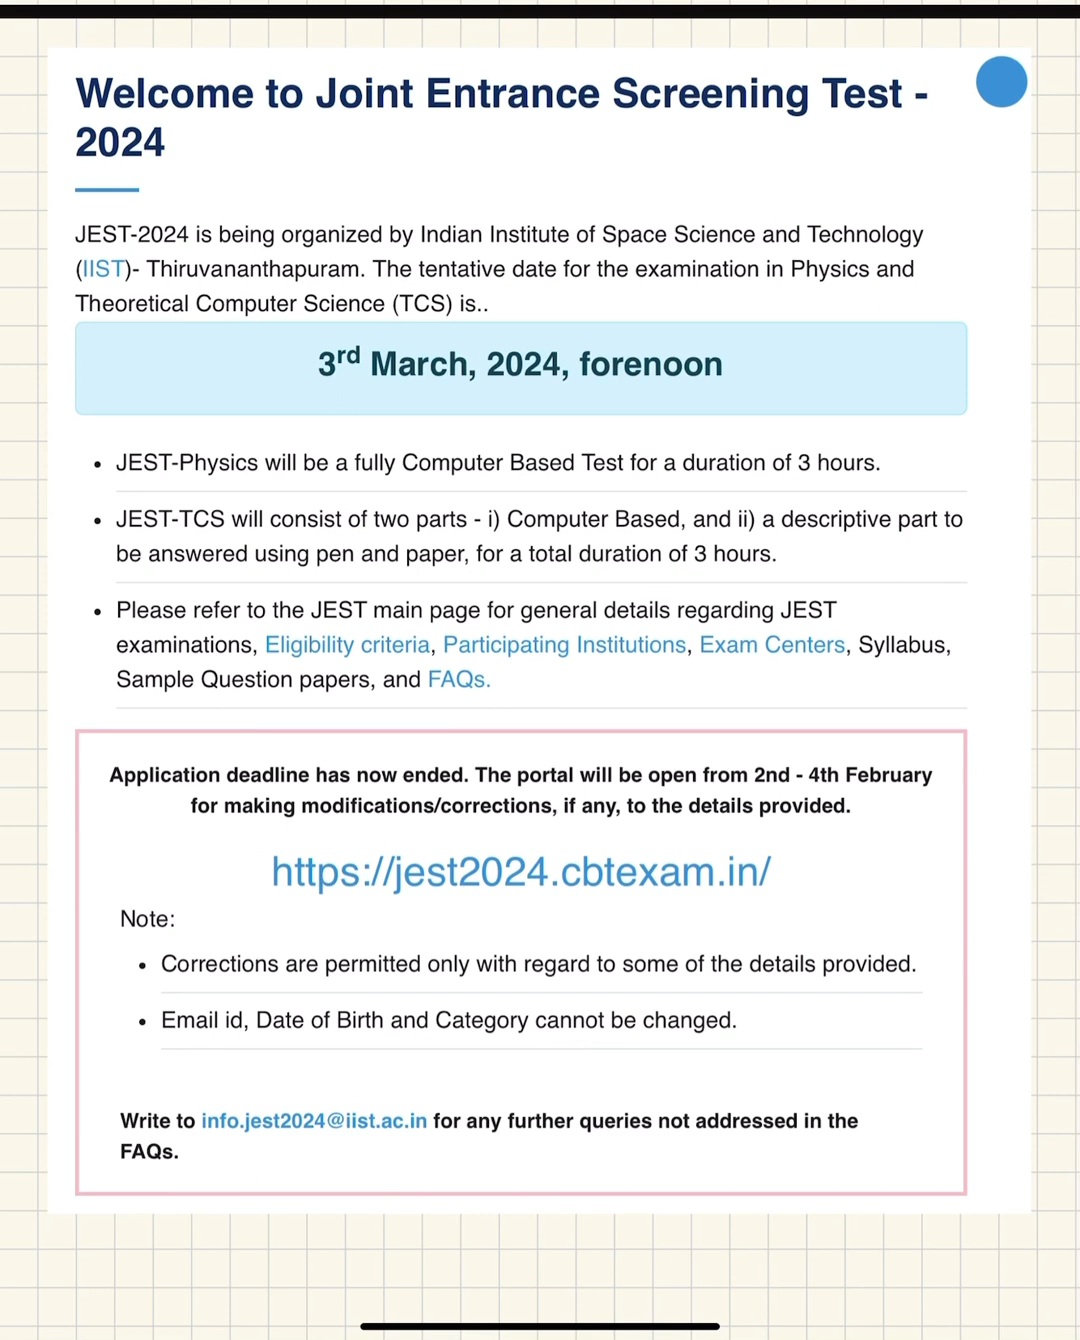 Welcome to Joint Entrance Screening Test -
2024
JEST-2024 is being organized by Indian Institute of Space Science and Technology
(IIST)- Thiruvananthapuram. The tentative date for the examination in Physics and
Theoretical Computer Science (TCS) is..
3rd March, 2024, forenoon
• JEST-Physics will be a fully Computer Based Test for a duration of 3 hours.
• JEST-TCS will consist of two parts - i) Computer Based, and ii) a descriptive part to
be answered using pen and paper, for a total duration of 3 hours.
• Please refer to the JEST main page for general details regarding JEST
examinations, Eligibility criteria, Participating Institutions, Exam Centers, Syllabus,
Sample Question papers, and FAQs.
Application deadline has now ended. The portal will be open from 2nd - 4th February
for making modifications/corrections, if any, to the details provided.
https://jest2024.cbtexam.in/
Note:
• Corrections are permitted only with regard to some of the details provided.
• Email id, Date of Birth and Category cannot be changed.
Write to info.jest2024@iist.ac.in for any further queries not addressed in the
FAQs.